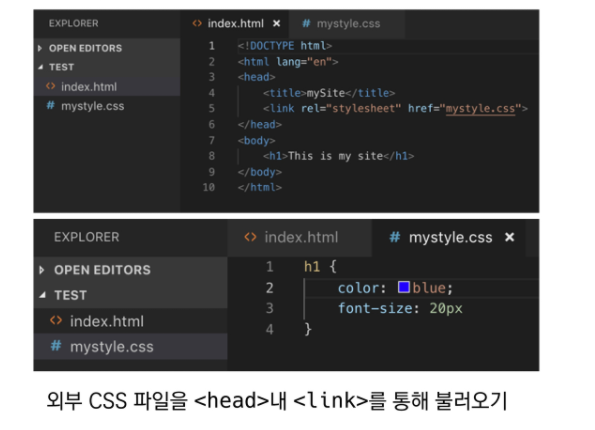 EXPLORER
OPEN EDITORS
TEST
<> index.html
# mystyle.css
<> index.html × # mystyle.css
1 <!DOCTYPE html>
2 <html lang="en">
3 <head>
4     <title>mySite</title>
5     <link rel="stylesheet" href="mystyle.css">
6 </head>
7 <body>
8     <h1>This is my site</h1>
9 </body>
10 </html>
EXPLORER
OPEN EDITORS
TEST
<> index.html
# mystyle.css
<> index.html # mystyle.css ×
1 h1 {
2     color: blue;
3     font-size: 20px
4 }
외부 CSS 파일을 <head>내 <link>를 통해 불러오기